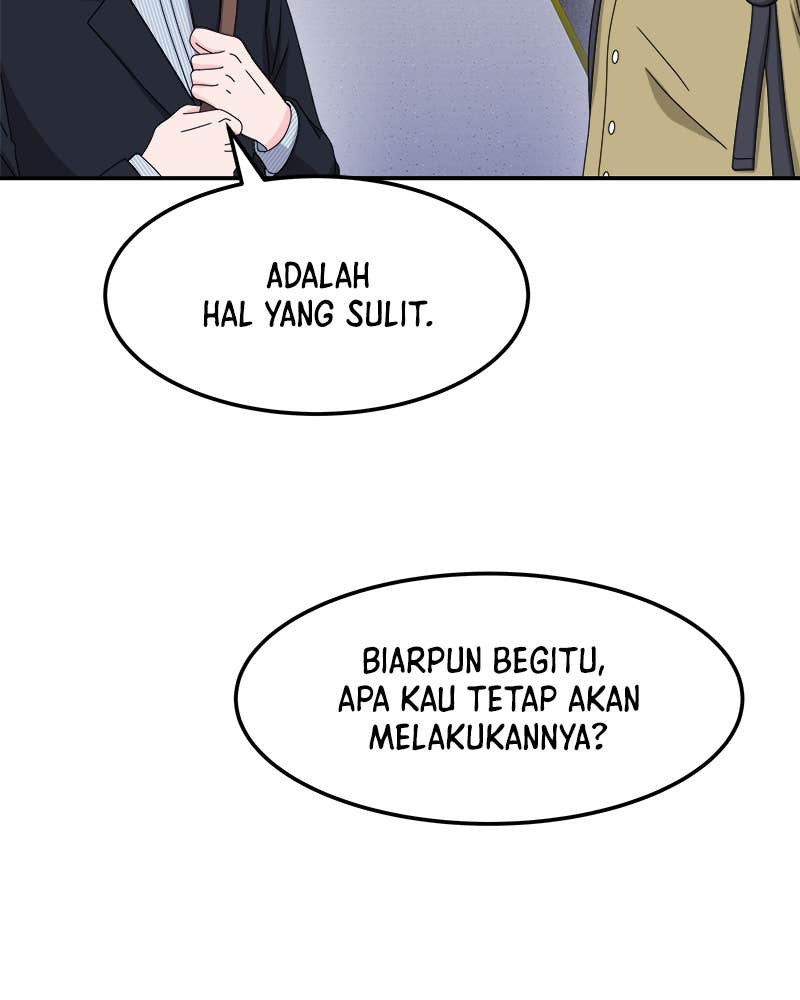 ADALAH
HAL YANG SULIT.
BIARPUN BEGITU,
APA KAU TETAP AKAN
MELAKUKANNYA?